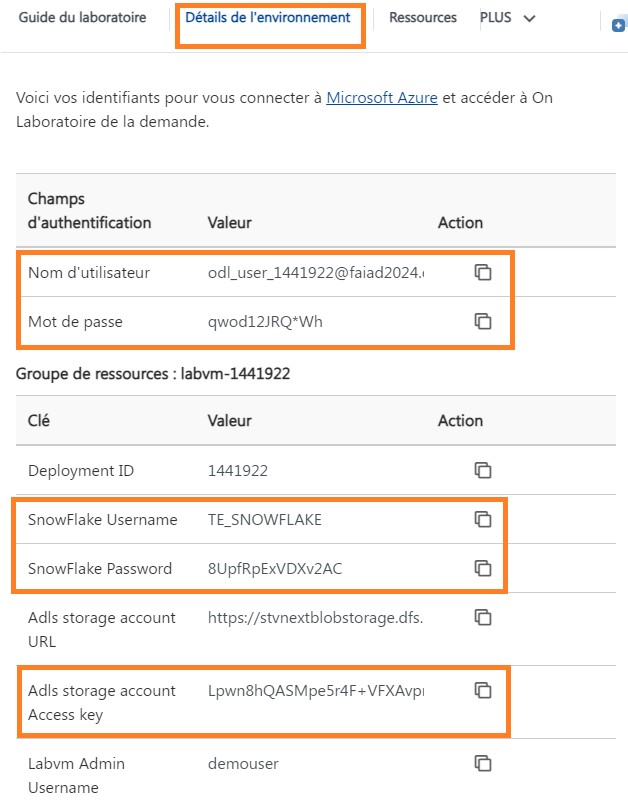 Guide du laboratoire
Détails de l'environnement
Ressources
PLUS
Voici vos identifiants pour vous connecter à Microsoft Azure et accéder à On
Laboratoire de la demande.
Champs
d'authentification
Valeur
Action
Nom d'utilisateur
odl_user_1441922@faiad2024.
Mot de passe
qwod12JRQ*Wh
Groupe de ressources : labvm-1441922
Clé
Valeur
Action
Deployment ID
1441922
SnowFlake Username
TE_SNOWFLAKE
SnowFlake Password
8UpfRpExVDXv2AC
Adls storage account
URL
https://stvnextblobstorage.dfs.
Adls storage account
Access key
Lpwn8hQASMpe5r4F+VFXAvp
Labvm Admin
Username
demouser